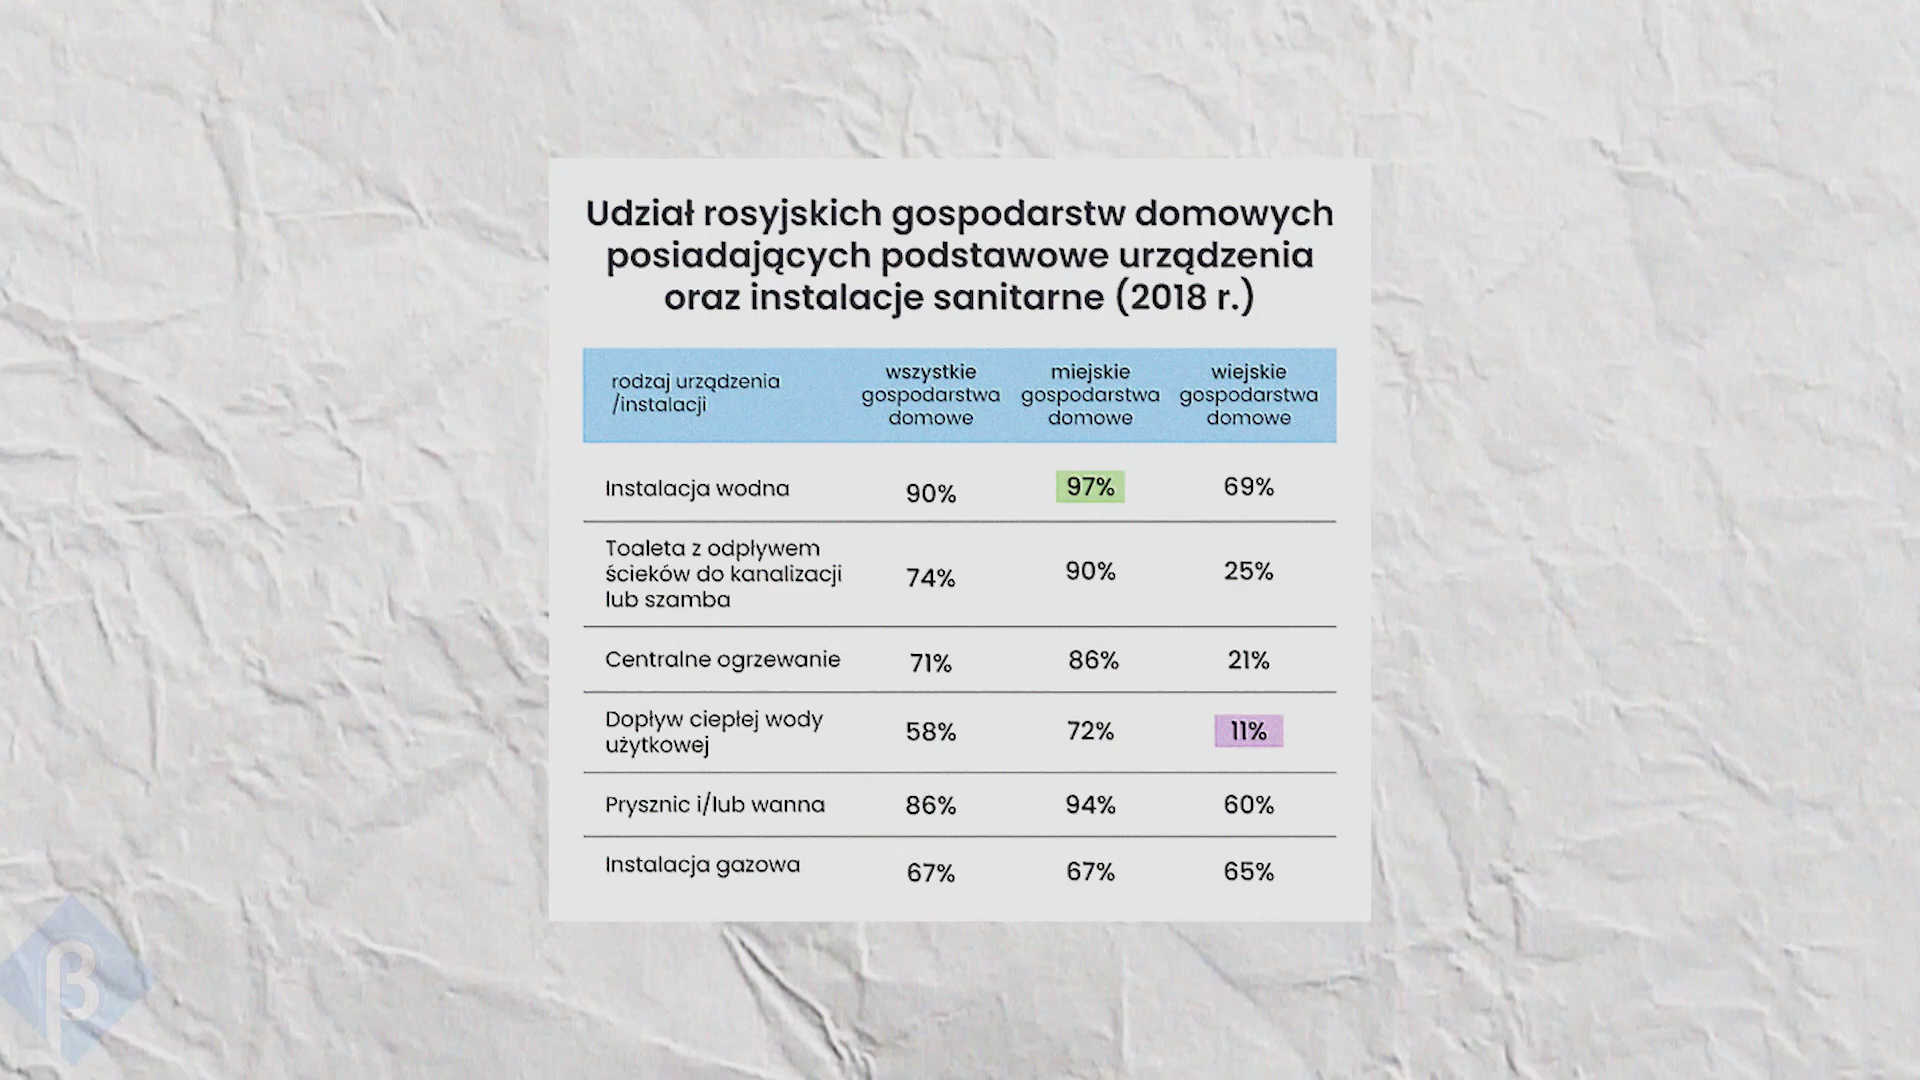 Udział rosyjskich gospodarstw domowych
posiadających podstawowe urządzenia
oraz instalacje sanitarne (2018 r.)
rodzaj urządzenia
/instalacji
wszystkie
gospodarstwa
domowe
miejskie
gospodarstwa
domowe
wiejskie
gospodarstwa
domowe
Instalacja wodna 90% 97% 69%
Toaleta z odpływem
ścieków do kanalizacji
lub szamba
74% 90% 25%
Centralne ogrzewanie 71% 86% 21%
Dopływ ciepłej wody
użytkowej
58% 72% 11%
Prysznic i/lub wanna 86% 94% 60%
Instalacja gazowa 67% 67% 65%
β